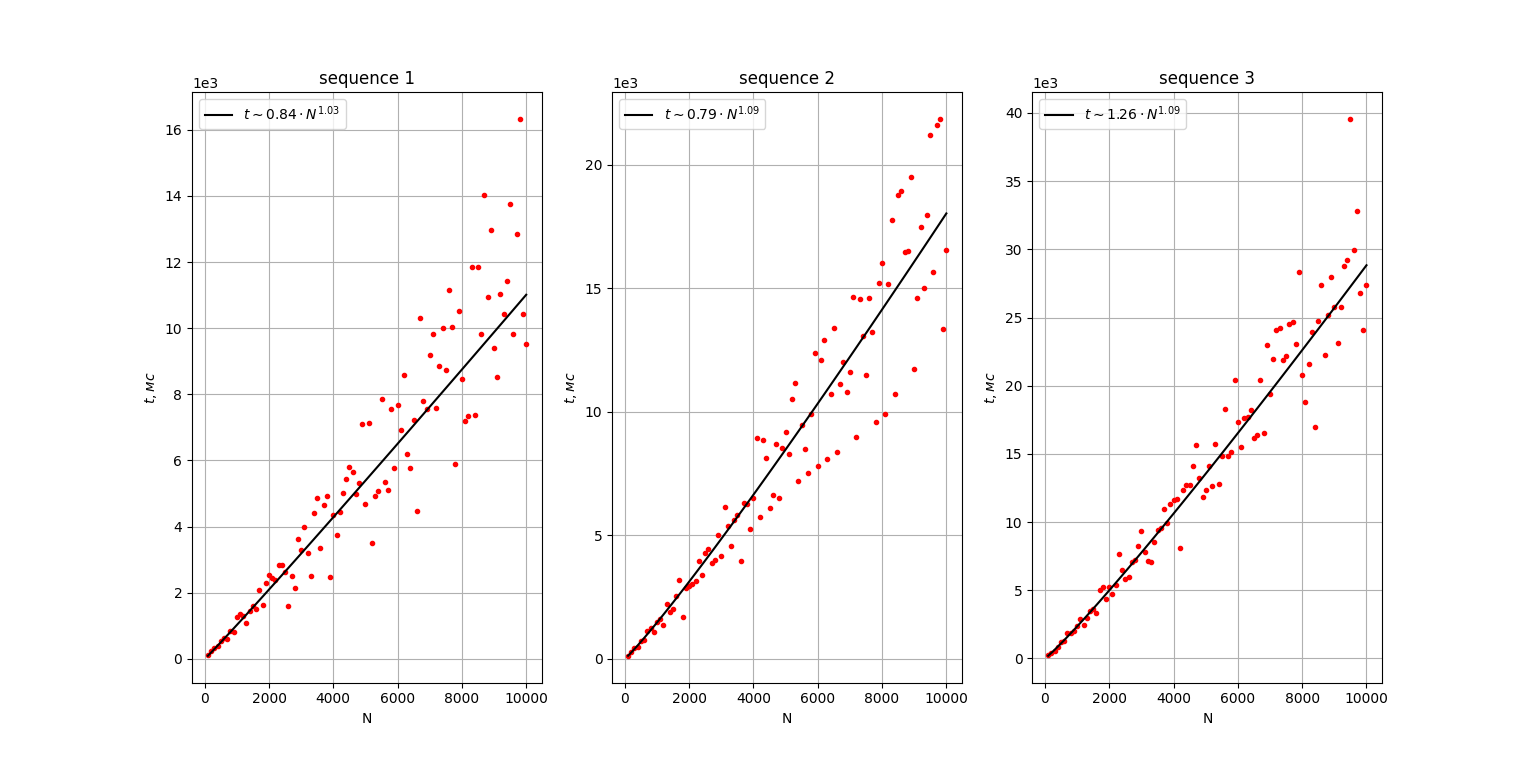 sequence 1
1e3
t ~ 0.84 · N^1.03
16
14
12
10
8
6
4
2
0
t, мс
0 2000 4000 6000 8000 10000
N
sequence 2
1e3
t ~ 0.79 · N^1.09
20
15
10
5
0
t, мс
0 2000 4000 6000 8000 10000
N
sequence 3
1e3
t ~ 1.26 · N^1.09
40
35
30
25
20
15
10
5
0
t, мс
0 2000 4000 6000 8000 10000
N